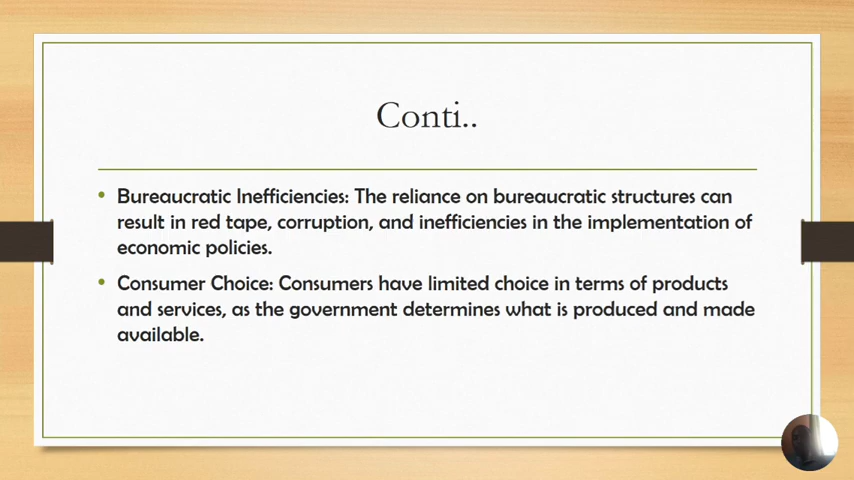 Conti..
• Bureaucratic Inefficiencies: The reliance on bureaucratic structures can
result in red tape, corruption, and inefficiencies in the implementation of
economic policies.
• Consumer Choice: Consumers have limited choice in terms of products
and services, as the government determines what is produced and made
available.